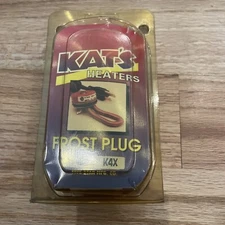 KAT'S
HEATERS
FROST PLUG
K4X